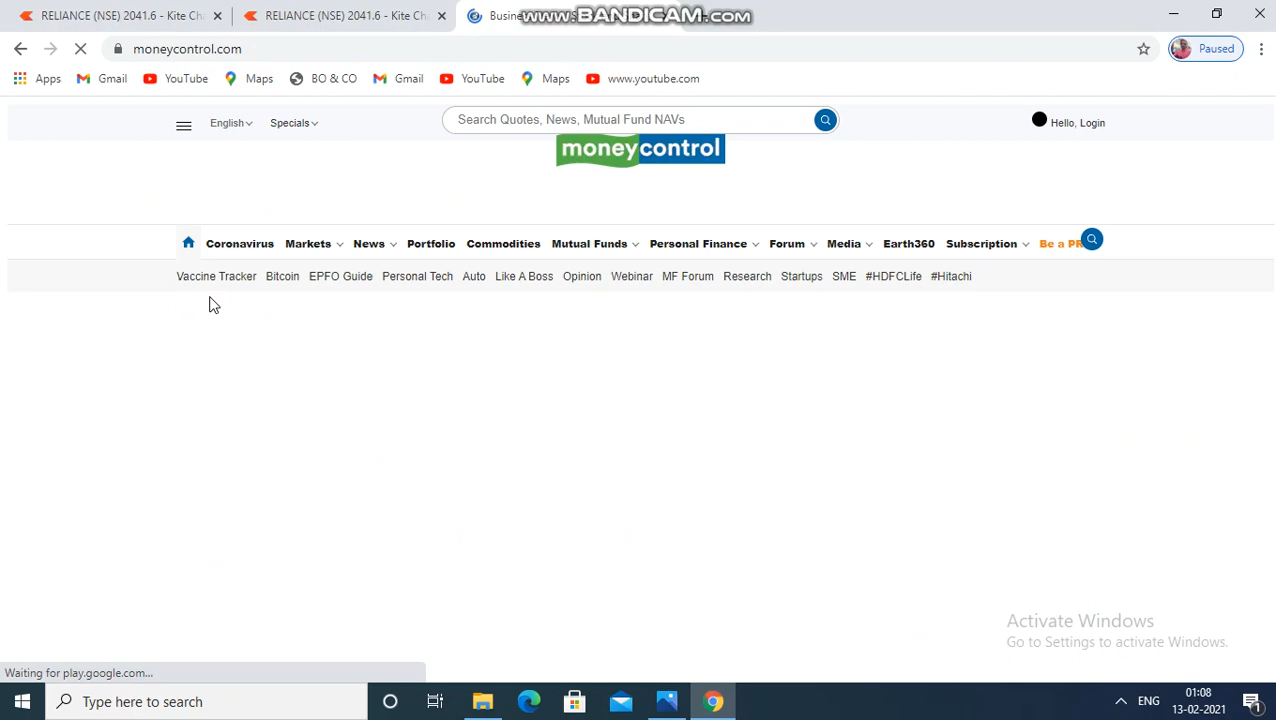 RELIANCE (NSE) 2041.6 - Kite Cha
RELIANCE (NSE) 2041.6 - Kite Cha
Busine
www.BANDICAM.com
moneycontrol.com
Paused
Apps
Gmail
YouTube
Maps
BO & CO
Gmail
YouTube
Maps
www.youtube.com
English
Specials
Search Quotes, News, Mutual Fund NAVs
Hello, Login
moneycontrol
Coronavirus Markets News Portfolio Commodities Mutual Funds Personal Finance Forum Media Earth360 Subscription Be a PR
Vaccine Tracker Bitcoin EPFO Guide Personal Tech Auto Like A Boss Opinion Webinar MF Forum Research Startups SME #HDFCLife #Hitachi
Activate Windows
Go to Settings to activate Windows.
Waiting for play.google.com...
Type here to search
ENG
01:08
13-02-2021
1